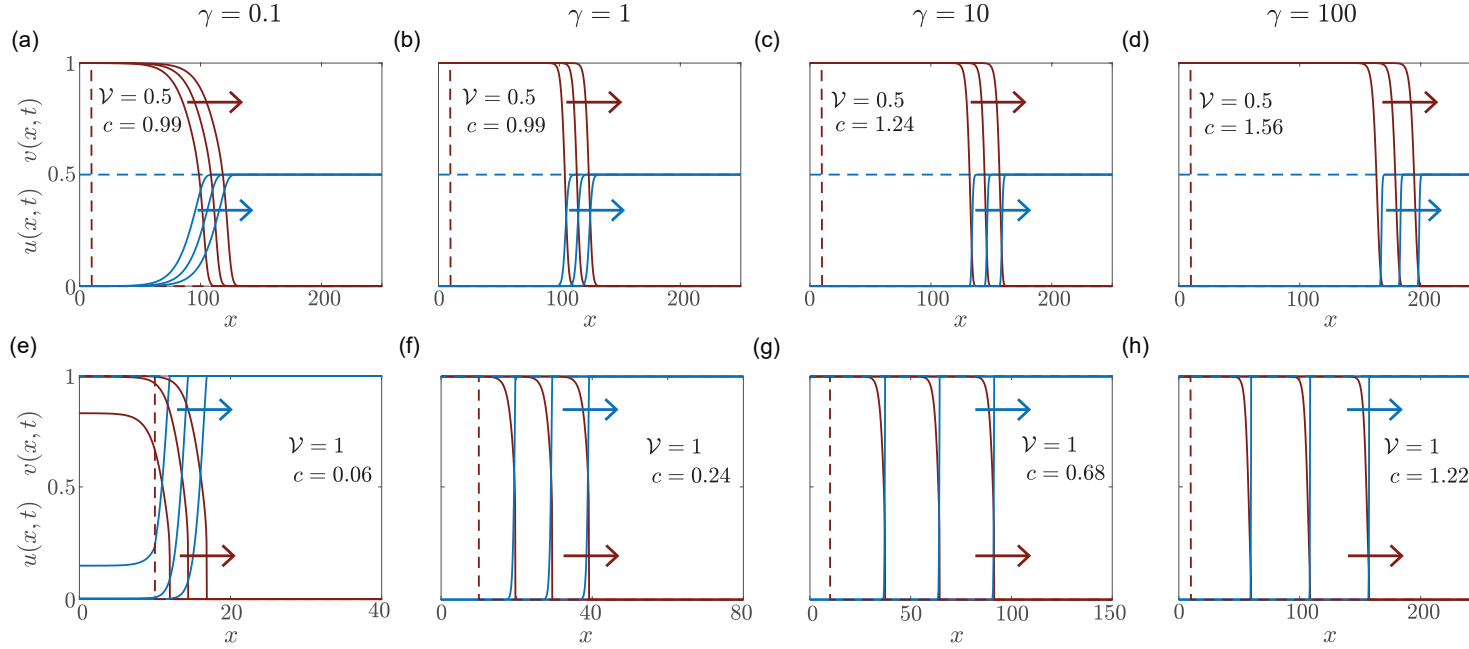 γ = 0.1 γ = 1 γ = 10 γ = 100
(a) (b) (c) (d)
1
0.5
0
u(x, t) v(x, t)
𝒱 = 0.5
c = 0.99
𝒱 = 0.5
c = 0.99
𝒱 = 0.5
c = 1.24
𝒱 = 0.5
c = 1.56
0 100 200
0 100 200
0 100 200
0 100 200
x x x x
(e) (f) (g) (h)
1
0.5
0
u(x, t) v(x, t)
𝒱 = 1
c = 0.06
𝒱 = 1
c = 0.24
𝒱 = 1
c = 0.68
𝒱 = 1
c = 1.22
0 20 40
0 40 80
0 50 100 150
0 100 200
x x x x